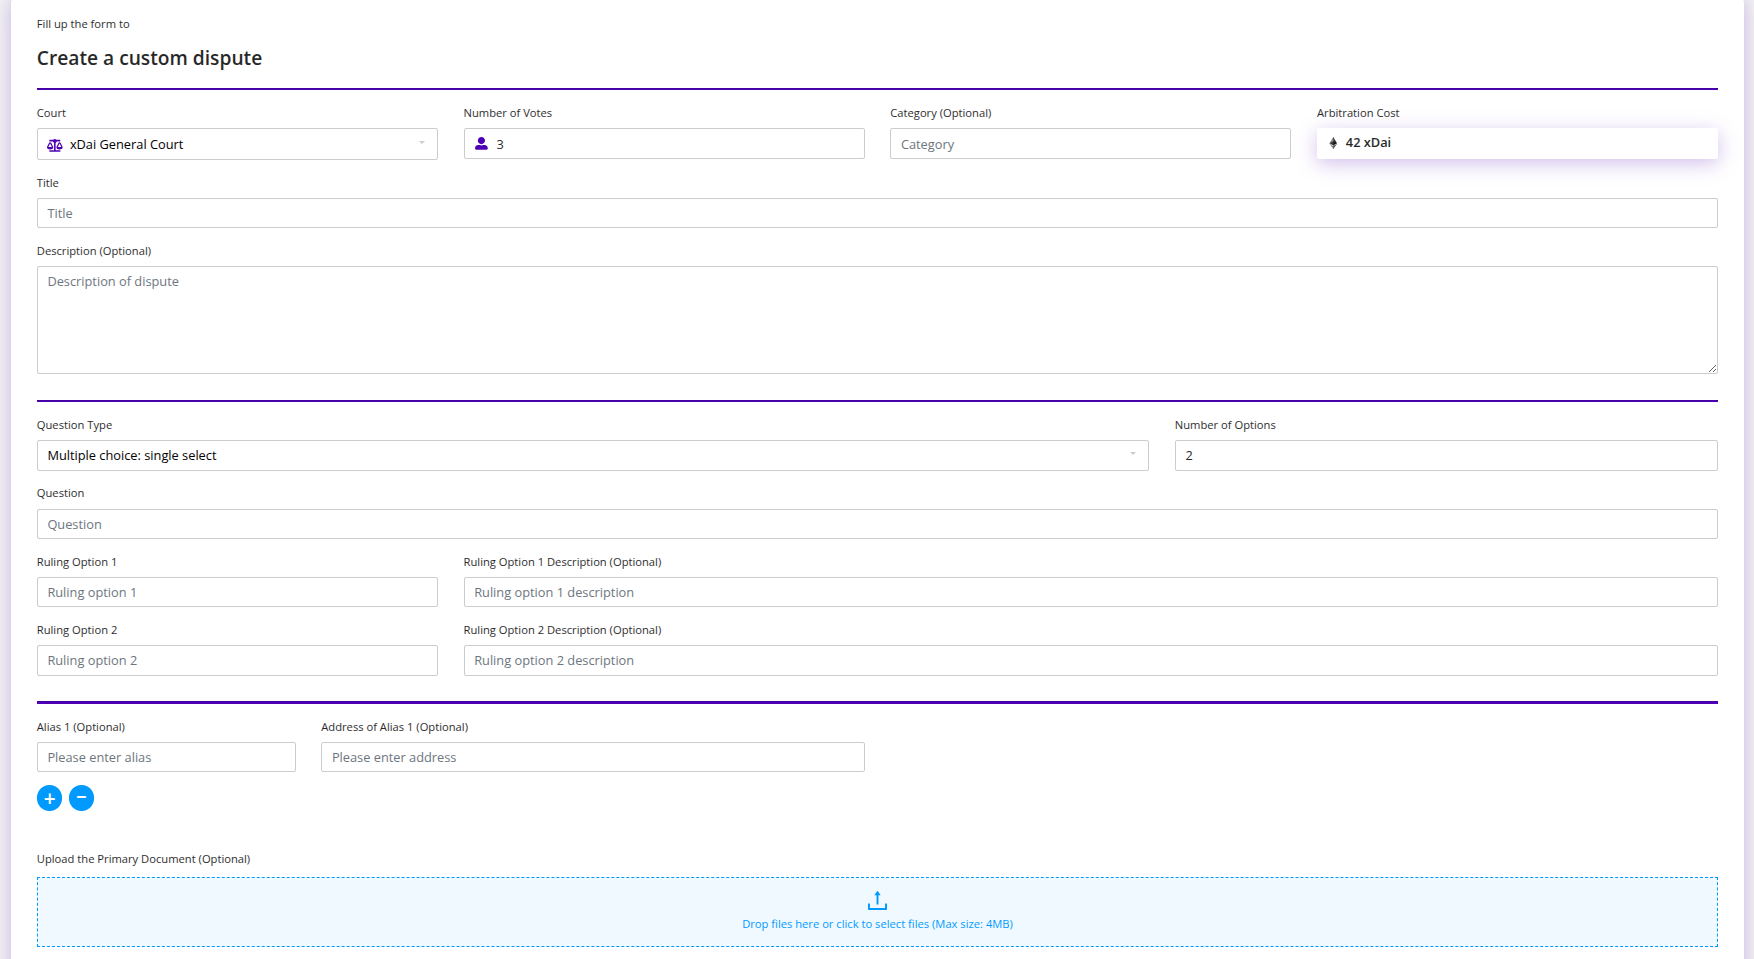 Fill up the form to
Create a custom dispute
Court
Number of Votes
Category (Optional)
Arbitration Cost
xDai General Court
3
Category
42 xDai
Title
Title
Description (Optional)
Description of dispute
Question Type
Number of Options
Multiple choice: single select
2
Question
Question
Ruling Option 1
Ruling Option 1 Description (Optional)
Ruling option 1
Ruling option 1 description
Ruling Option 2
Ruling Option 2 Description (Optional)
Ruling option 2
Ruling option 2 description
Alias 1 (Optional)
Address of Alias 1 (Optional)
Please enter alias
Please enter address
Upload the Primary Document (Optional)
Drop files here or click to select files (Max size: 4MB)